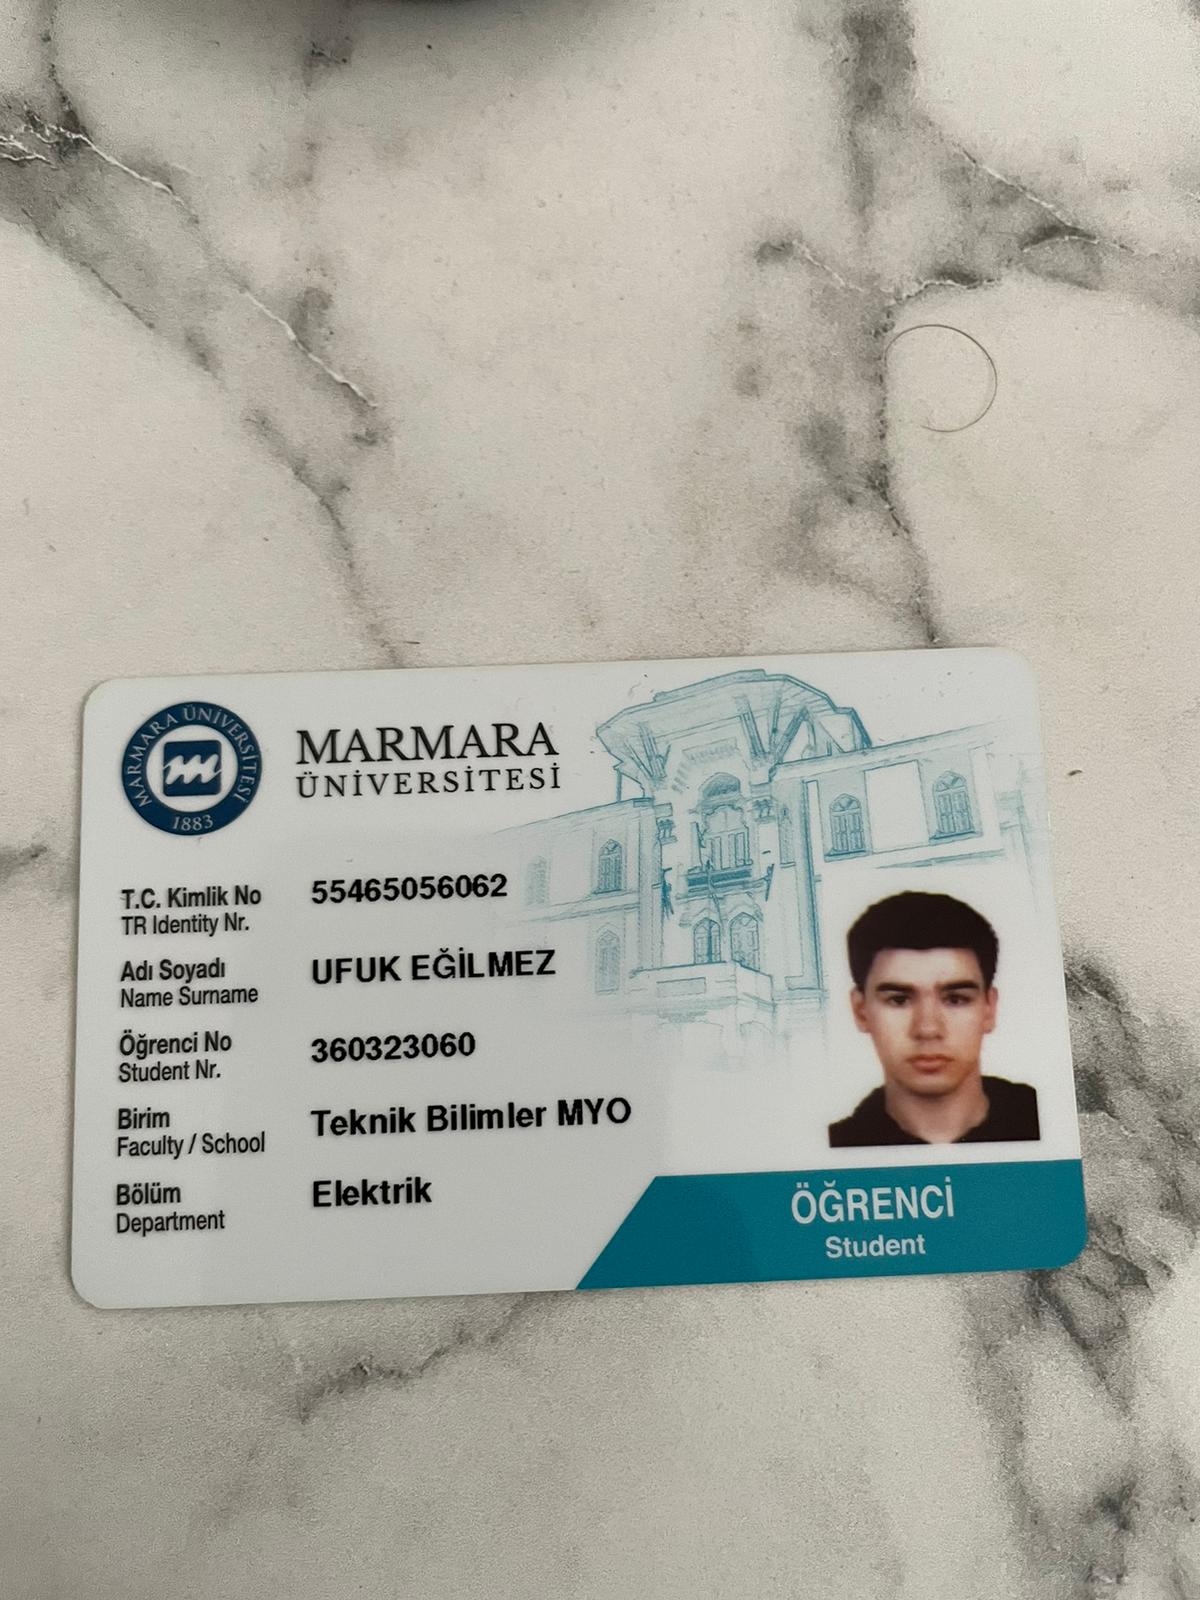 MARMARA ÜNİVERSİTESİ
1883
MARMARA
ÜNİVERSİTESİ
T.C. Kimlik No 55465056062
TR Identity Nr.
Adı Soyadı UFUK EĞİLMEZ
Name Surname
Öğrenci No 360323060
Student Nr.
Birim Teknik Bilimler MYO
Faculty / School
Bölüm Elektrik
Department
ÖĞRENCİ
Student